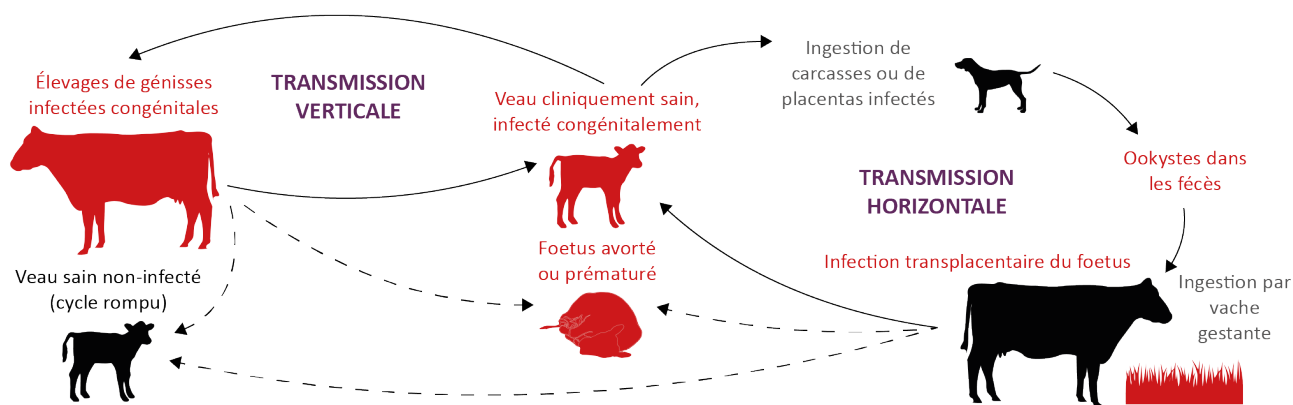 Élevages de génisses
infectées congénitales
TRANSMISSION
VERTICALE
Veau cliniquement sain,
infecté congénitalement
Ingestion de
carcasses ou de
placentas infectés
Ookystes dans
les fécès
TRANSMISSION
HORIZONTALE
Foetus avorté
ou prématuré
Infection transplacentaire du foetus
Ingestion par
vache
gestante
Veau sain non-infecté
(cycle rompu)